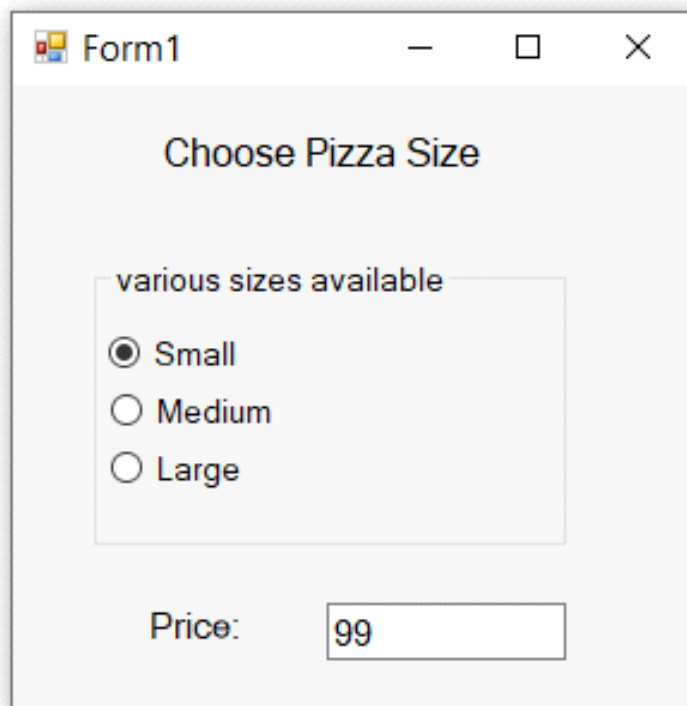 Form1
Choose Pizza Size
various sizes available
Small
Medium
Large
Price: 99